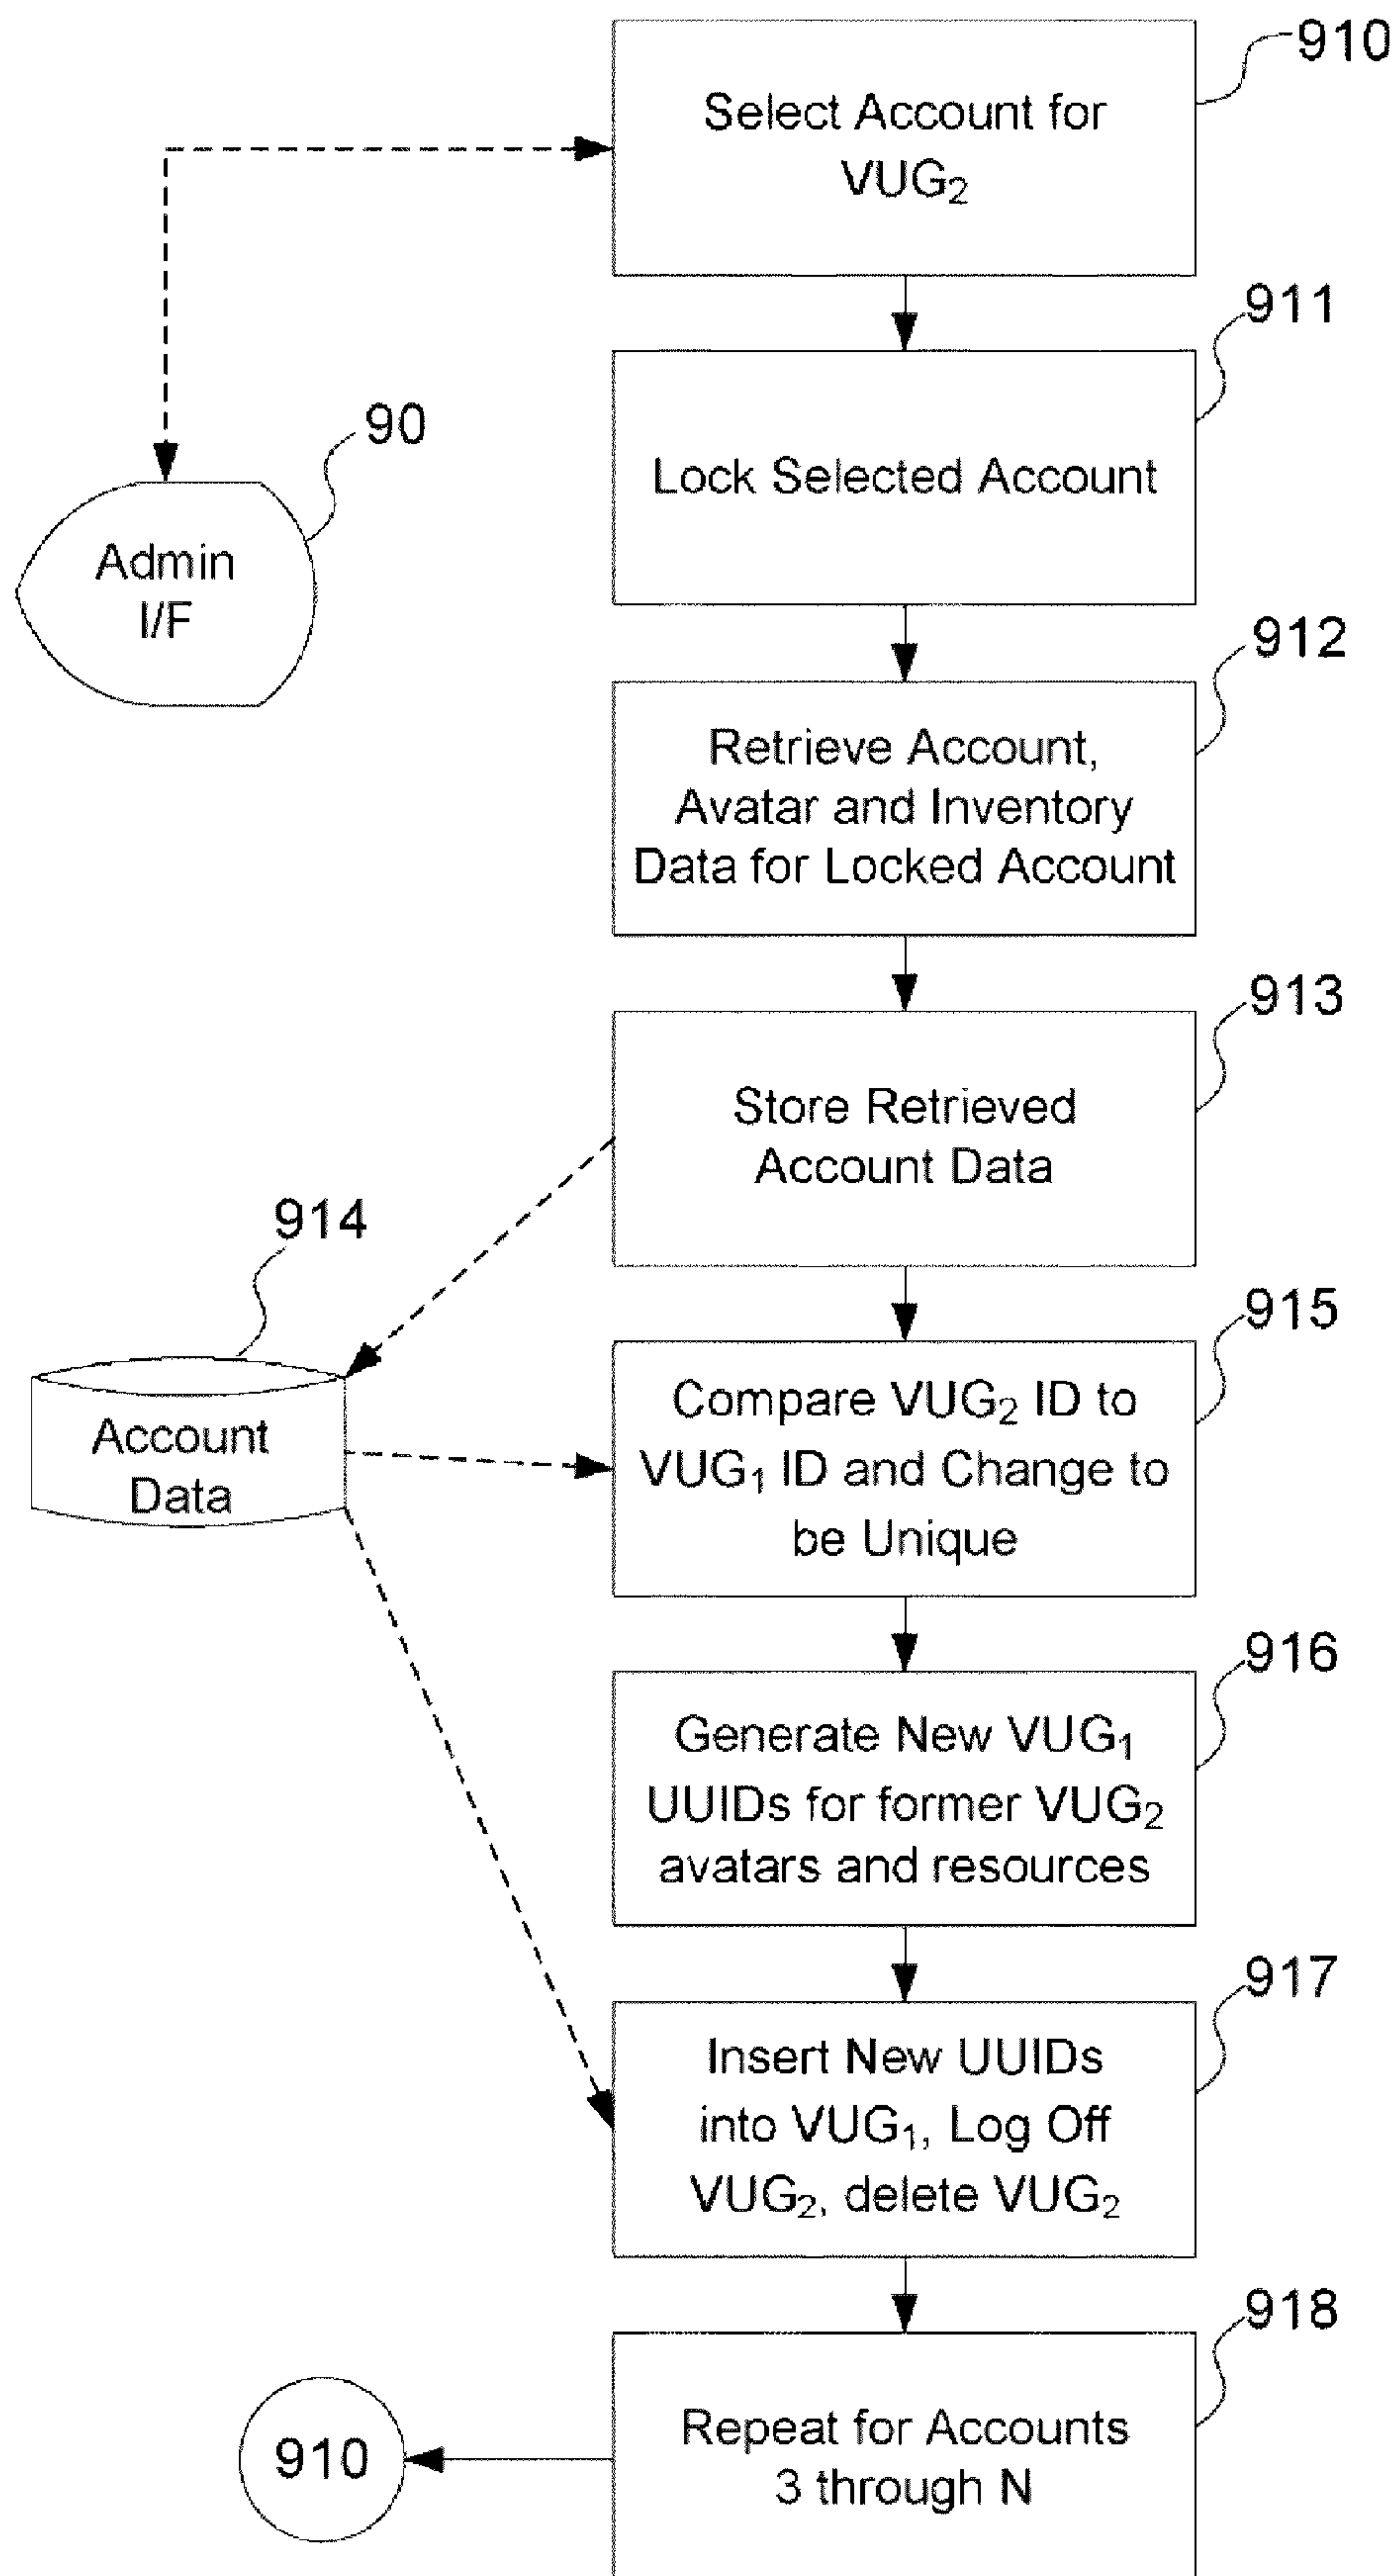 910
Select Account for
VUG₂
911
Lock Selected Account
90
Admin
I/F
912
Retrieve Account,
Avatar and Inventory
Data for Locked Account
913
Store Retrieved
Account Data
914
Account
Data
915
Compare VUG₂ ID to
VUG₁ ID and Change to
be Unique
916
Generate New VUG₁
UUIDs for former VUG₂
avatars and resources
917
Insert New UUIDs
into VUG₁, Log Off
VUG₂, delete VUG₂
918
Repeat for Accounts
3 through N
910